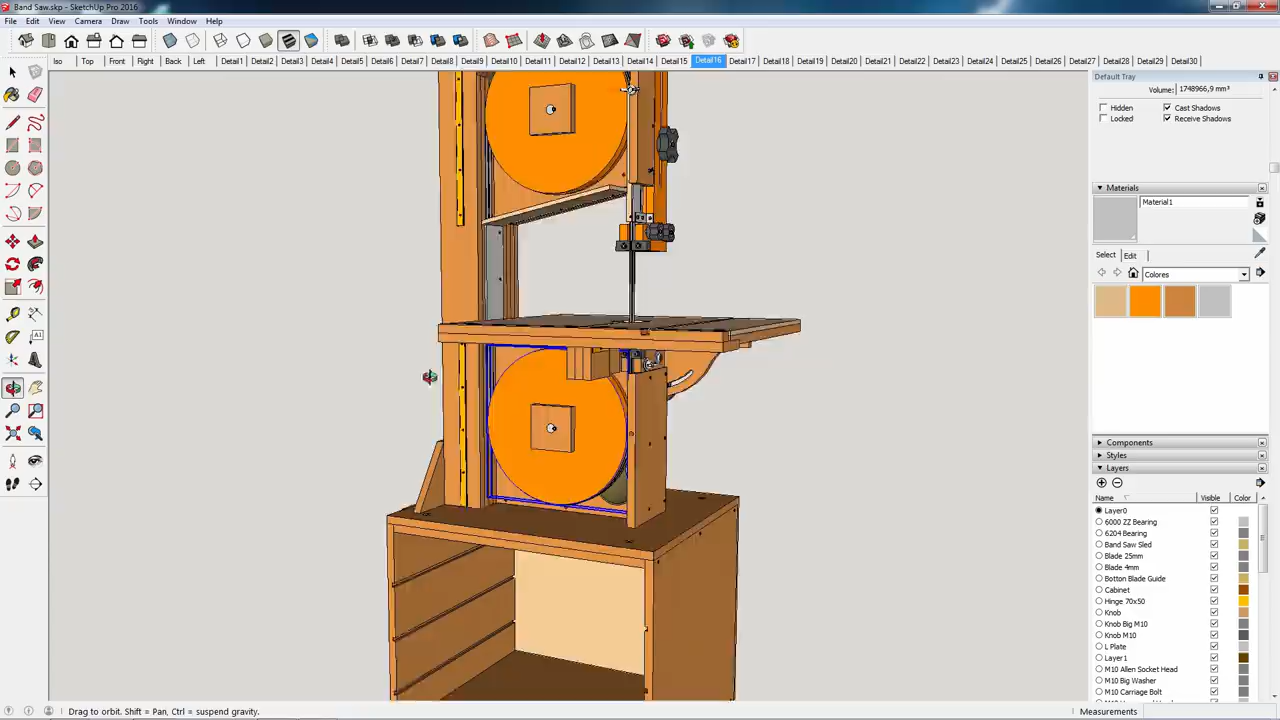 Band Saw.skp - SketchUp Pro 2016
File Edit View Camera Draw Tools Window Help
Iso Top Front Right Back Left Detail1 Detail2 Detail3 Detail4 Detail5 Detail6 Detail7 Detail8 Detail9 Detail10 Detail11 Detail12 Detail13 Detail14 Detail15 Detail16 Detail17 Detail18 Detail19 Detail20 Detail21 Detail22 Detail23 Detail24 Detail25 Detail26 Detail27 Detail28 Detail29 Detail30
Default Tray
Volume: 1748966,9 mm³
Hidden Cast Shadows
Locked Receive Shadows
Materials
Material1
Select Edit
Colores
Components
Styles
Layers
Name Visible Color
Layer0
6000 ZZ Bearing
6204 Bearing
Band Saw Sled
Blade 25mm
Blade 4mm
Botton Blade Guide
Cabinet
Hinge 70x50
Knob
Knob Big M10
Knob M10
L Plate
Layer1
M10 Allen Socket Head
M10 Big Washer
M10 Carriage Bolt
Drag to orbit. Shift = Pan, Ctrl = suspend gravity.
Measurements